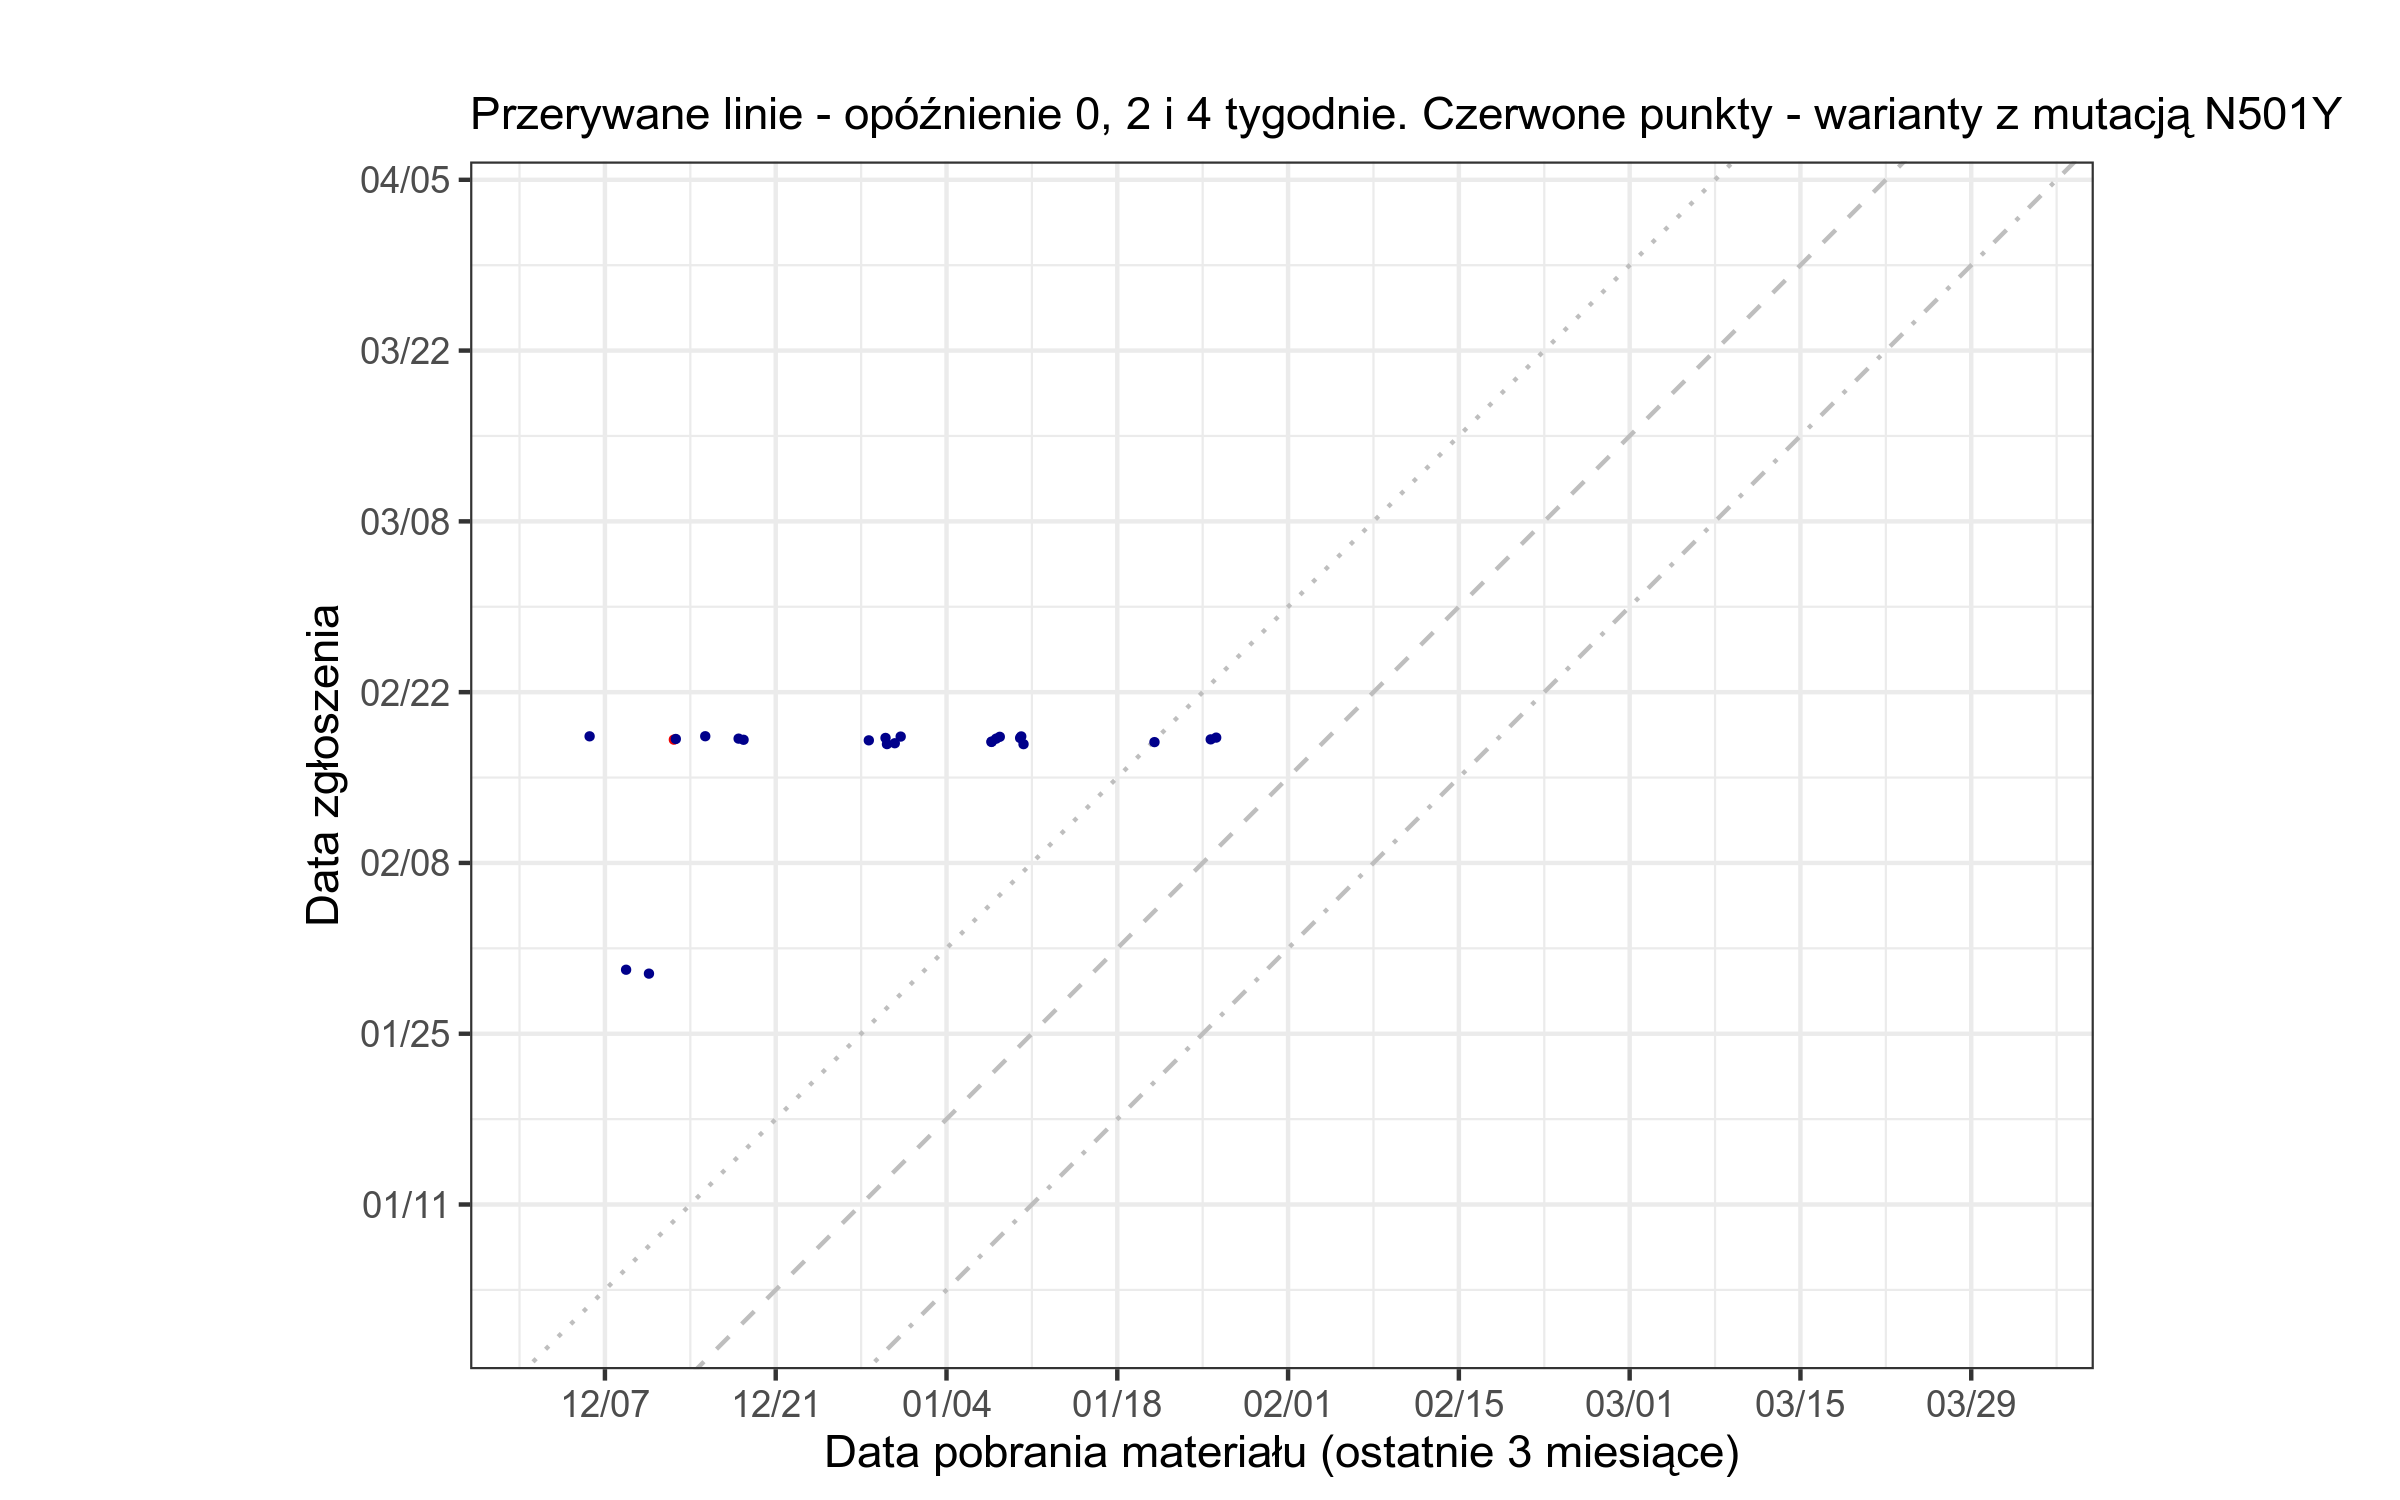 Przerywane linie - opóźnienie 0, 2 i 4 tygodnie. Czerwone punkty - warianty z mutacją N501Y
04/05
03/22
03/08
02/22
02/08
01/25
01/11
Data zgłoszenia
12/07 12/21 01/04 01/18 02/01 02/15 03/01 03/15 03/29
Data pobrania materiału (ostatnie 3 miesiące)